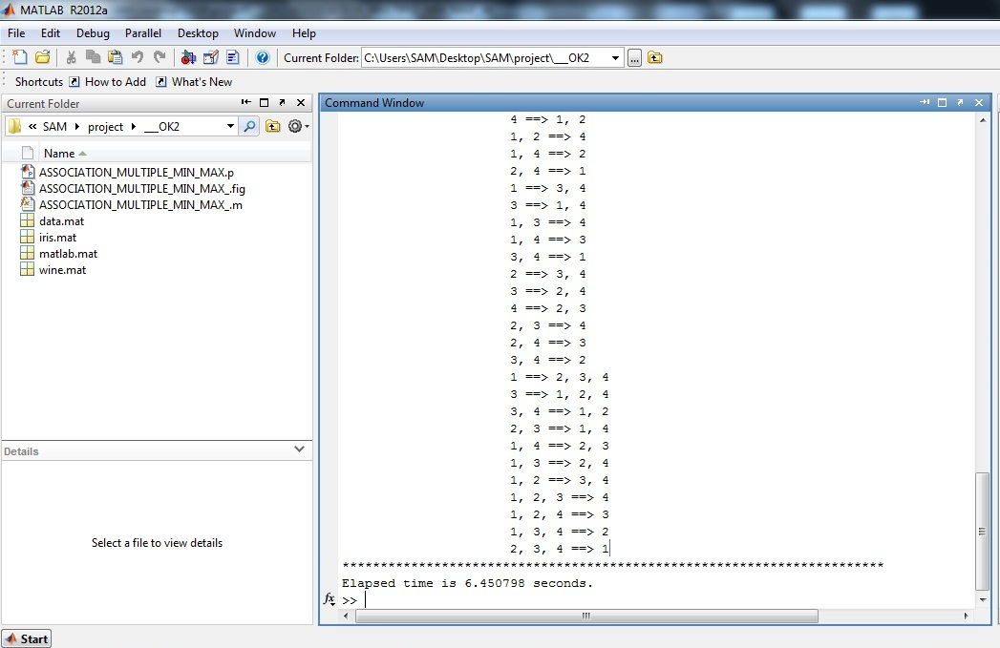 MATLAB R2012a
File Edit Debug Parallel Desktop Window Help
Current Folder: C:\Users\SAM\Desktop\SAM\project\___OK2 ...
Shortcuts How to Add What's New
Current Folder
« SAM project ___OK2
Name
ASSOCIATION_MULTIPLE_MIN_MAX.p
ASSOCIATION_MULTIPLE_MIN_MAX_.fig
ASSOCIATION_MULTIPLE_MIN_MAX_.m
data.mat
iris.mat
matlab.mat
wine.mat
Details
Select a file to view details
Command Window
4 ==> 1, 2
1, 2 ==> 4
1, 4 ==> 2
2, 4 ==> 1
1 ==> 3, 4
3 ==> 1, 4
1, 3 ==> 4
1, 4 ==> 3
3, 4 ==> 1
2 ==> 3, 4
3 ==> 2, 4
4 ==> 2, 3
2, 3 ==> 4
2, 4 ==> 3
3, 4 ==> 2
1 ==> 2, 3, 4
3 ==> 1, 2, 4
3, 4 ==> 1, 2
2, 3 ==> 1, 4
1, 4 ==> 2, 3
1, 3 ==> 2, 4
1, 2 ==> 3, 4
1, 2, 3 ==> 4
1, 2, 4 ==> 3
1, 3, 4 ==> 2
2, 3, 4 ==> 1
***********************************************************************
Elapsed time is 6.450798 seconds.
fx >>
Start